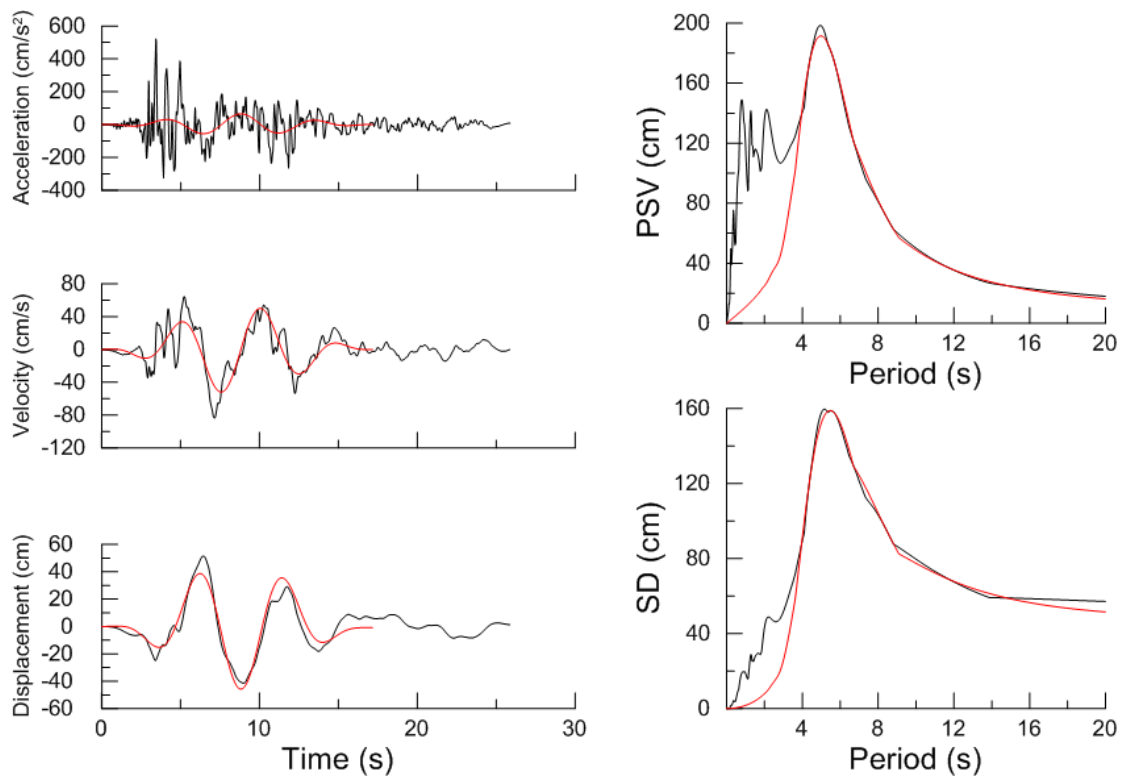 Acceleration (cm/s²)
600
400
200
0
-200
-400
Velocity (cm/s)
80
40
0
-40
-80
-120
Displacement (cm)
60
40
20
0
-20
-40
-60
0 10 20 30
Time (s)
PSV (cm)
200
160
120
80
40
0
0 4 8 12 16 20
Period (s)
SD (cm)
160
120
80
40
0
0 4 8 12 16 20
Period (s)